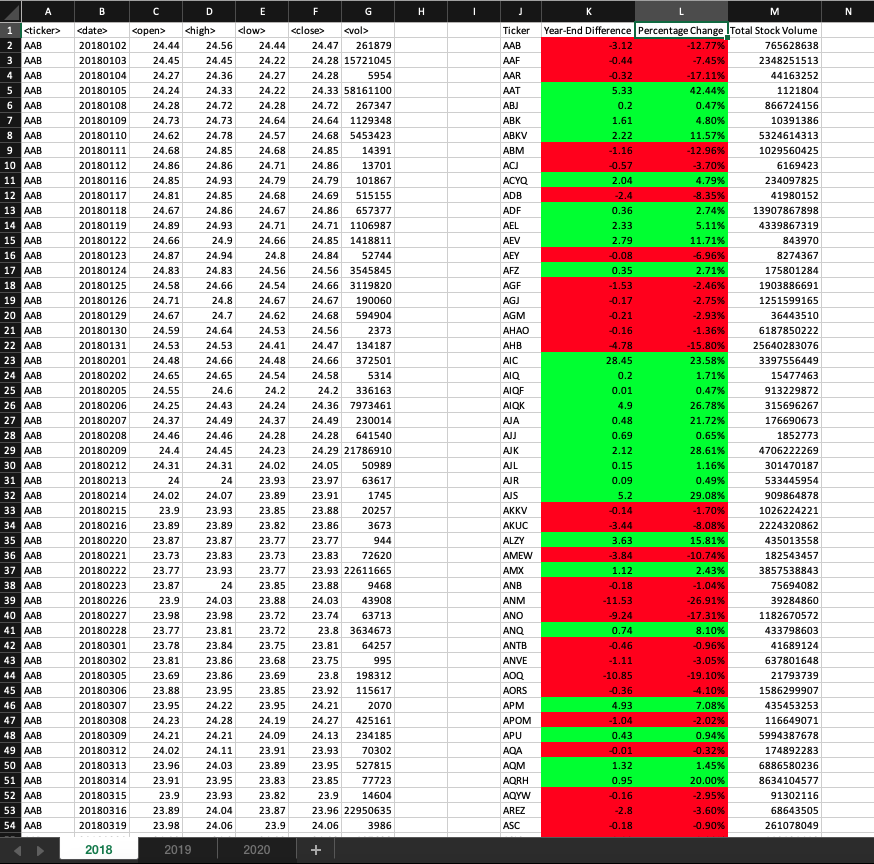 A B C D E F G H I J K L M N
1 <ticker> <date> <open> <high> <low> <close> <vol> Ticker Year-End Difference Percentage Change Total Stock Volume
2 AAB 20180102 24.44 24.56 24.44 24.47 261879 AAB -3.12 -12.77% 765628638
3 AAB 20180103 24.45 24.45 24.22 24.28 15721045 AAF -0.44 -7.45% 2348251513
4 AAB 20180104 24.27 24.36 24.27 24.28 5954 AAR -0.32 -17.11% 44163252
5 AAB 20180105 24.24 24.33 24.22 24.33 58161100 AAT 5.33 42.44% 1121804
6 AAB 20180108 24.28 24.72 24.28 24.72 267347 ABJ 0.2 0.47% 866724156
7 AAB 20180109 24.73 24.73 24.64 24.64 1129348 ABK 1.61 4.80% 10391386
8 AAB 20180110 24.62 24.78 24.57 24.68 5453423 ABKV 2.22 11.57% 5324614313
9 AAB 20180111 24.68 24.85 24.68 24.85 14391 ABM -1.16 -12.96% 1029560425
10 AAB 20180112 24.86 24.86 24.71 24.86 13701 ACJ -0.57 -3.70% 6169423
11 AAB 20180116 24.85 24.93 24.79 24.79 101867 ACYQ 2.04 4.79% 234097825
12 AAB 20180117 24.81 24.85 24.68 24.69 515155 ADB -2.4 -8.35% 41980152
13 AAB 20180118 24.67 24.86 24.67 24.86 657377 ADF 0.36 2.74% 13907867898
14 AAB 20180119 24.89 24.93 24.71 24.71 1106987 AEL 2.33 5.11% 4339867319
15 AAB 20180122 24.66 24.9 24.66 24.85 1418811 AEV 2.79 11.71% 843970
16 AAB 20180123 24.87 24.94 24.8 24.84 52744 AEY -0.08 -6.96% 8274367
17 AAB 20180124 24.83 24.83 24.56 24.56 3545845 AFZ 0.35 2.71% 175801284
18 AAB 20180125 24.58 24.66 24.54 24.66 3119820 AGF -1.53 -2.46% 1903886691
19 AAB 20180126 24.71 24.8 24.67 24.67 190060 AGJ -0.17 -2.75% 1251599165
20 AAB 20180129 24.67 24.7 24.62 24.68 594904 AGM -0.21 -2.93% 36443510
21 AAB 20180130 24.59 24.64 24.53 24.56 2373 AHAO -0.16 -1.36% 6187850222
22 AAB 20180131 24.53 24.53 24.41 24.47 134187 AHB -4.78 -15.80% 25640283076
23 AAB 20180201 24.48 24.66 24.48 24.66 372501 AIC 28.45 23.58% 3397556449
24 AAB 20180202 24.65 24.65 24.54 24.58 5314 AIQ 0.2 1.71% 15477463
25 AAB 20180205 24.55 24.6 24.2 24.2 336163 AIQF 0.01 0.47% 913229872
26 AAB 20180206 24.25 24.43 24.24 24.36 7973461 AIQK 4.9 26.78% 315696267
27 AAB 20180207 24.37 24.49 24.37 24.49 230014 AJA 0.48 21.72% 176690673
28 AAB 20180208 24.46 24.46 24.28 24.28 641540 AJJ 0.69 0.65% 1852773
29 AAB 20180209 24.4 24.45 24.23 24.29 21786910 AJK 2.12 28.61% 4706222269
30 AAB 20180212 24.31 24.31 24.02 24.05 50989 AJL 0.15 1.16% 301470187
31 AAB 20180213 24 24 23.93 23.97 63617 AJR 0.09 0.49% 533445954
32 AAB 20180214 24.02 24.07 23.89 23.91 1745 AJS 5.2 29.08% 909864878
33 AAB 20180215 23.9 23.93 23.85 23.88 20257 AKKV -0.14 -1.70% 1026224221
34 AAB 20180216 23.89 23.89 23.82 23.86 3673 AKUC -3.44 -8.08% 2224320862
35 AAB 20180220 23.87 23.87 23.77 23.77 944 ALZY 3.63 15.81% 435013558
36 AAB 20180221 23.73 23.83 23.73 23.83 72620 AMEW -3.84 -10.74% 182543457
37 AAB 20180222 23.77 23.93 23.77 23.93 22611665 AMX 1.12 2.43% 3857538843
38 AAB 20180223 23.87 24 23.85 23.88 9468 ANB -0.18 -1.04% 75694082
39 AAB 20180226 23.9 24.03 23.88 24.03 43908 ANM -11.53 -26.91% 39284860
40 AAB 20180227 23.98 23.98 23.72 23.74 63713 ANO -9.24 -17.31% 1182670572
41 AAB 20180228 23.77 23.81 23.72 23.8 3634673 ANQ 0.74 8.10% 433798603
42 AAB 20180301 23.78 23.84 23.75 23.81 64257 ANTB -0.46 -0.96% 41689124
43 AAB 20180302 23.81 23.86 23.68 23.75 995 ANVE -1.11 -3.05% 637801648
44 AAB 20180305 23.69 23.86 23.69 23.8 198312 AOQ -10.85 -19.10% 21793739
45 AAB 20180306 23.88 23.95 23.85 23.92 115617 AORS -0.36 -4.10% 1586299907
46 AAB 20180307 23.95 24.22 23.95 24.21 2070 APM 4.93 7.08% 435453253
47 AAB 20180308 24.23 24.28 24.19 24.27 425161 APOM -1.04 -2.02% 116649071
48 AAB 20180309 24.21 24.21 24.09 24.13 234185 APU 0.43 0.94% 5994387678
49 AAB 20180312 24.02 24.11 23.91 23.93 70302 AQA -0.01 -0.32% 174892283
50 AAB 20180313 23.96 24.03 23.89 23.95 527815 AQM 1.32 1.45% 6886580236
51 AAB 20180314 23.91 23.95 23.83 23.85 77723 AQRH 0.95 20.00% 8634104577
52 AAB 20180315 23.9 23.93 23.82 23.9 14604 AQYW -0.16 -2.95% 91302116
53 AAB 20180316 23.89 24.04 23.87 23.96 22950635 AREZ -2.8 -3.60% 68643505
54 AAB 20180319 23.98 24.06 23.9 24.06 3986 ASC -0.18 -0.90% 261078049
2018 2019 2020 +